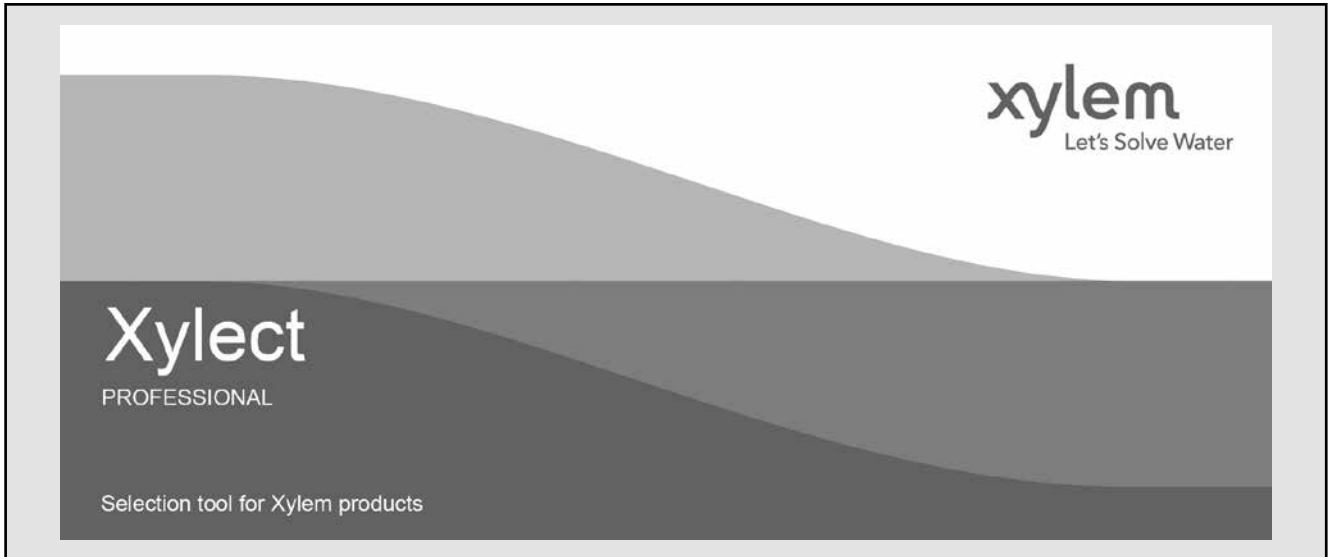 xylem
Let's Solve Water
Xylect
PROFESSIONAL
Selection tool for Xylem products